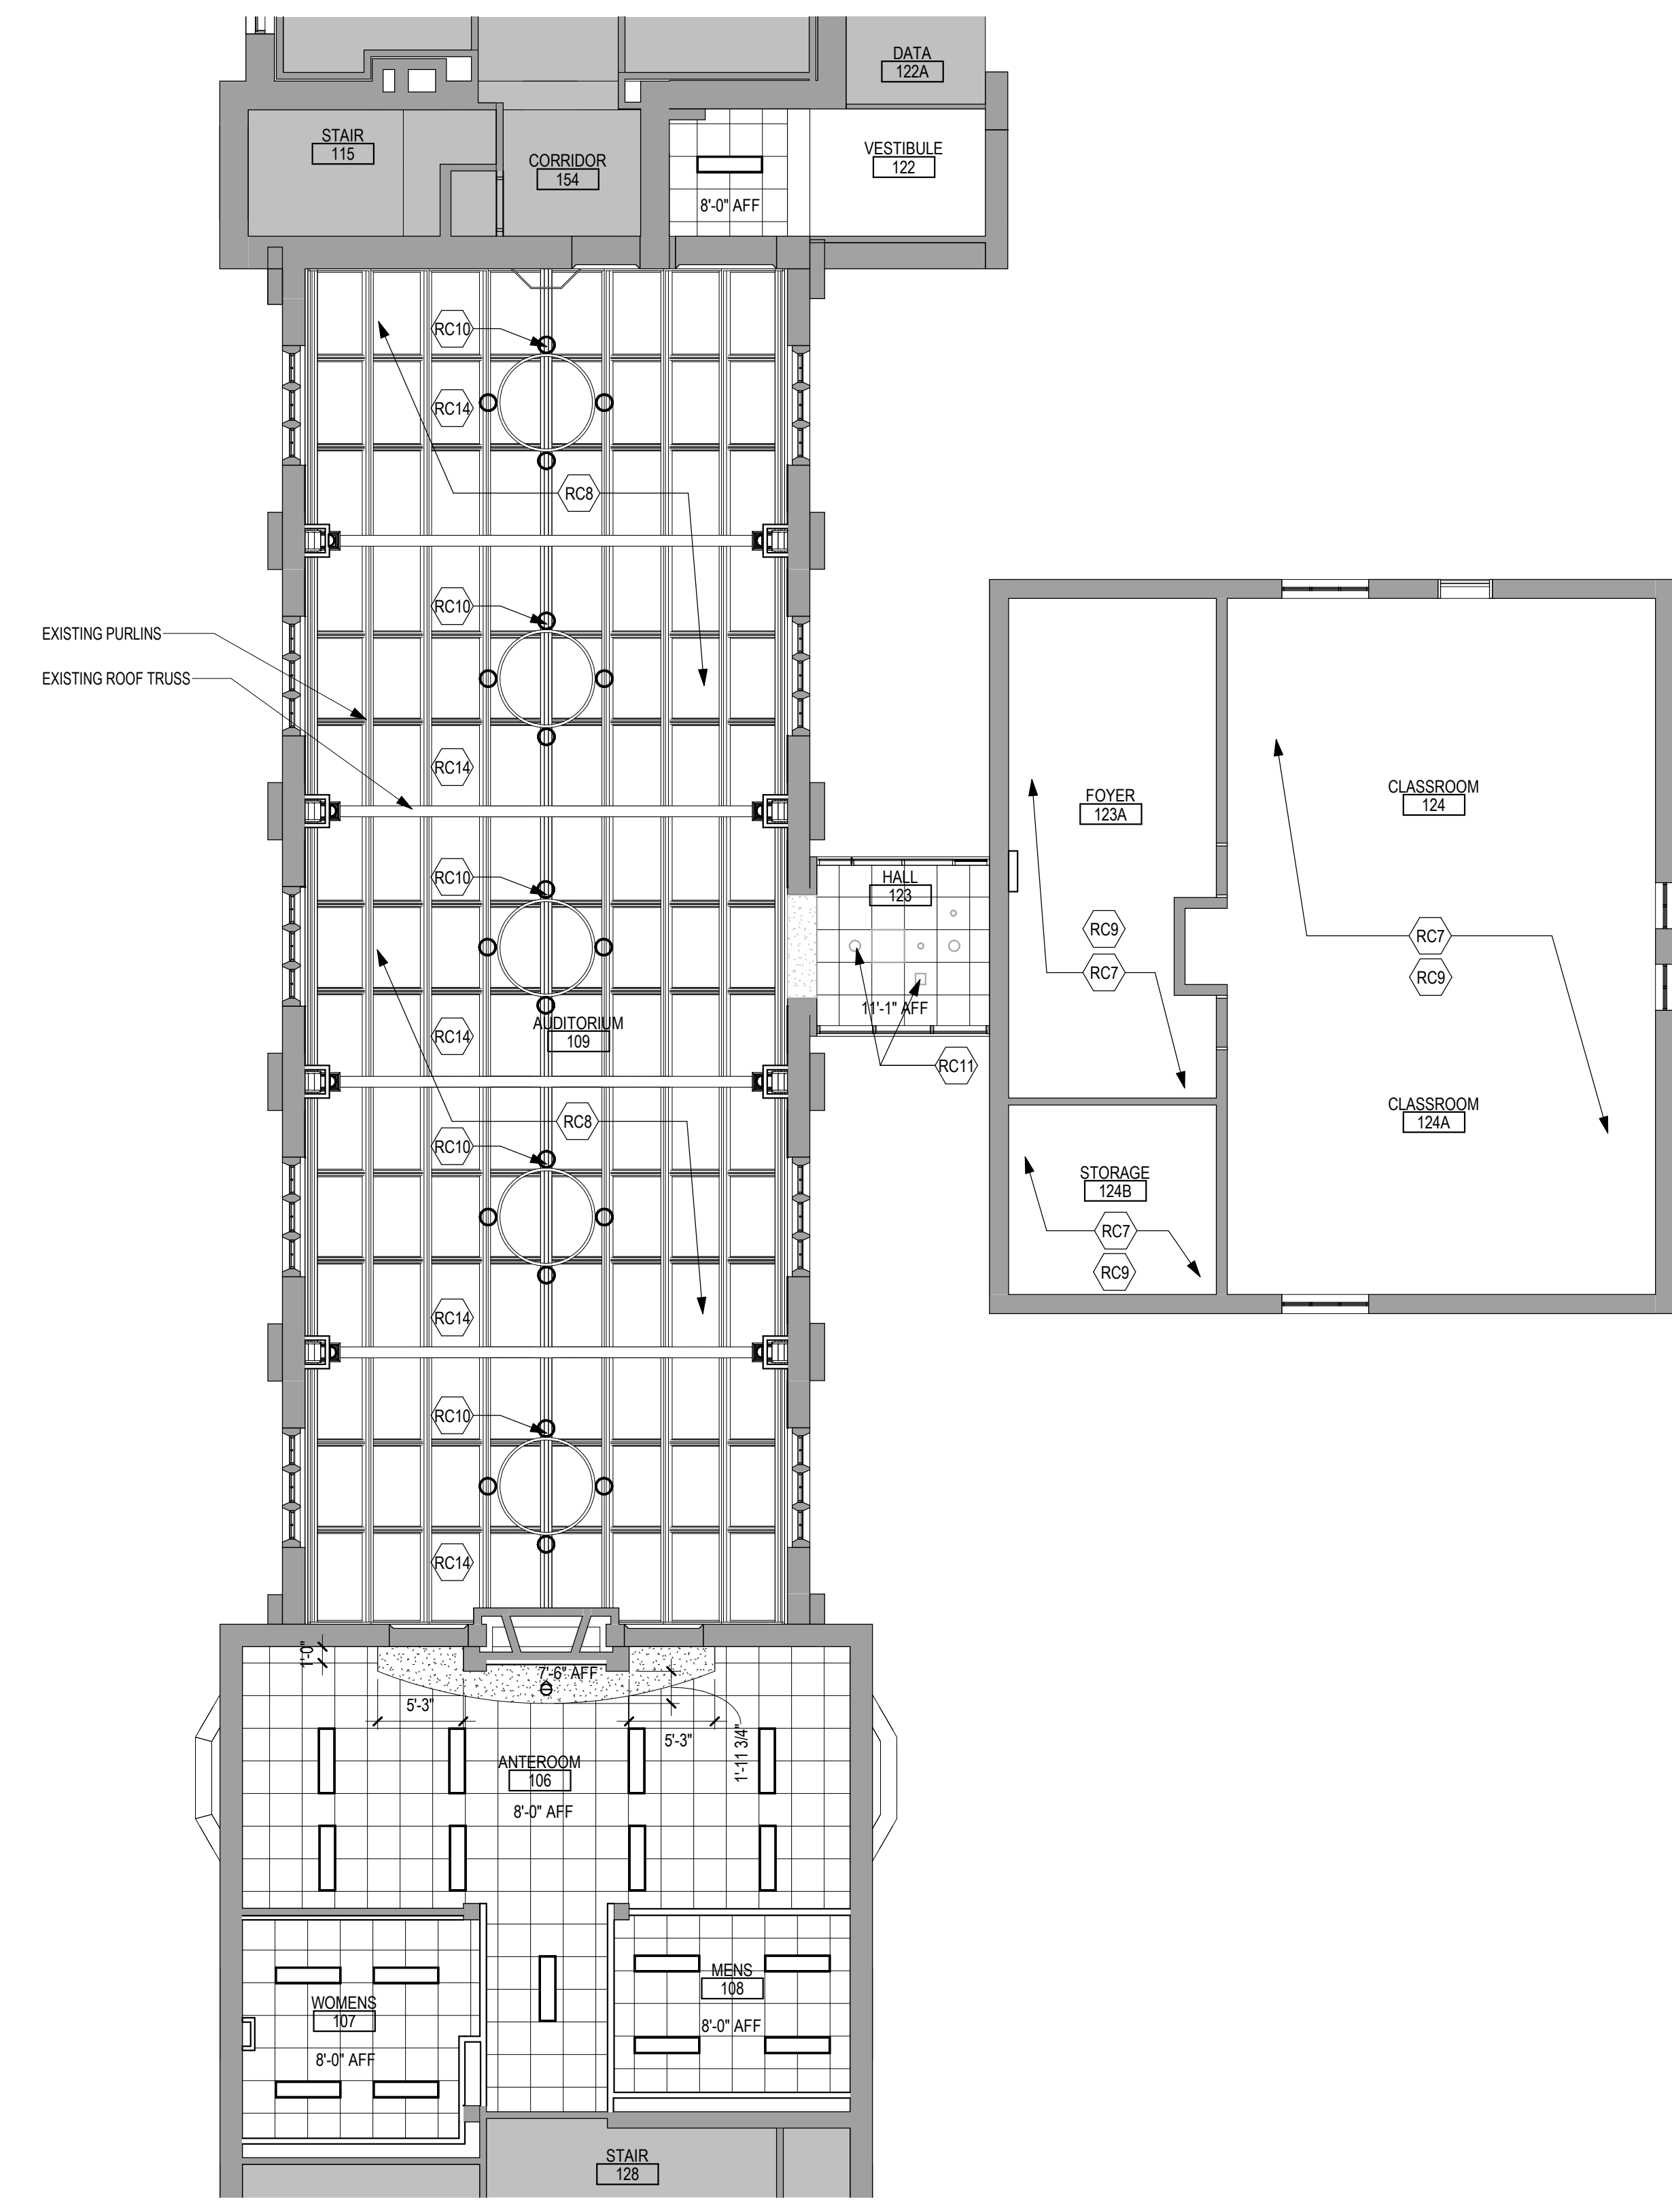 DATA
122A
STAIR
115
CORRIDOR
154
VESTIBULE
122
8'-0" AFF
RC10
RC14
RC8
RC10
EXISTING PURLINS
EXISTING ROOF TRUSS
RC14
RC10
HALL
123
11'-1" AFF
RC11
FOYER
123A
RC9
RC7
CLASSROOM
124
RC7
RC9
AUDITORIUM
109
RC14
RC8
RC10
CLASSROOM
124A
STORAGE
124B
RC7
RC9
RC14
RC10
RC14
1'-0"
7'-6" AFF
5'-3"
5'-3"
1'-11 3/4"
ANTEROOM
106
8'-0" AFF
WOMENS
107
8'-0" AFF
MENS
108
8'-0" AFF
STAIR
128